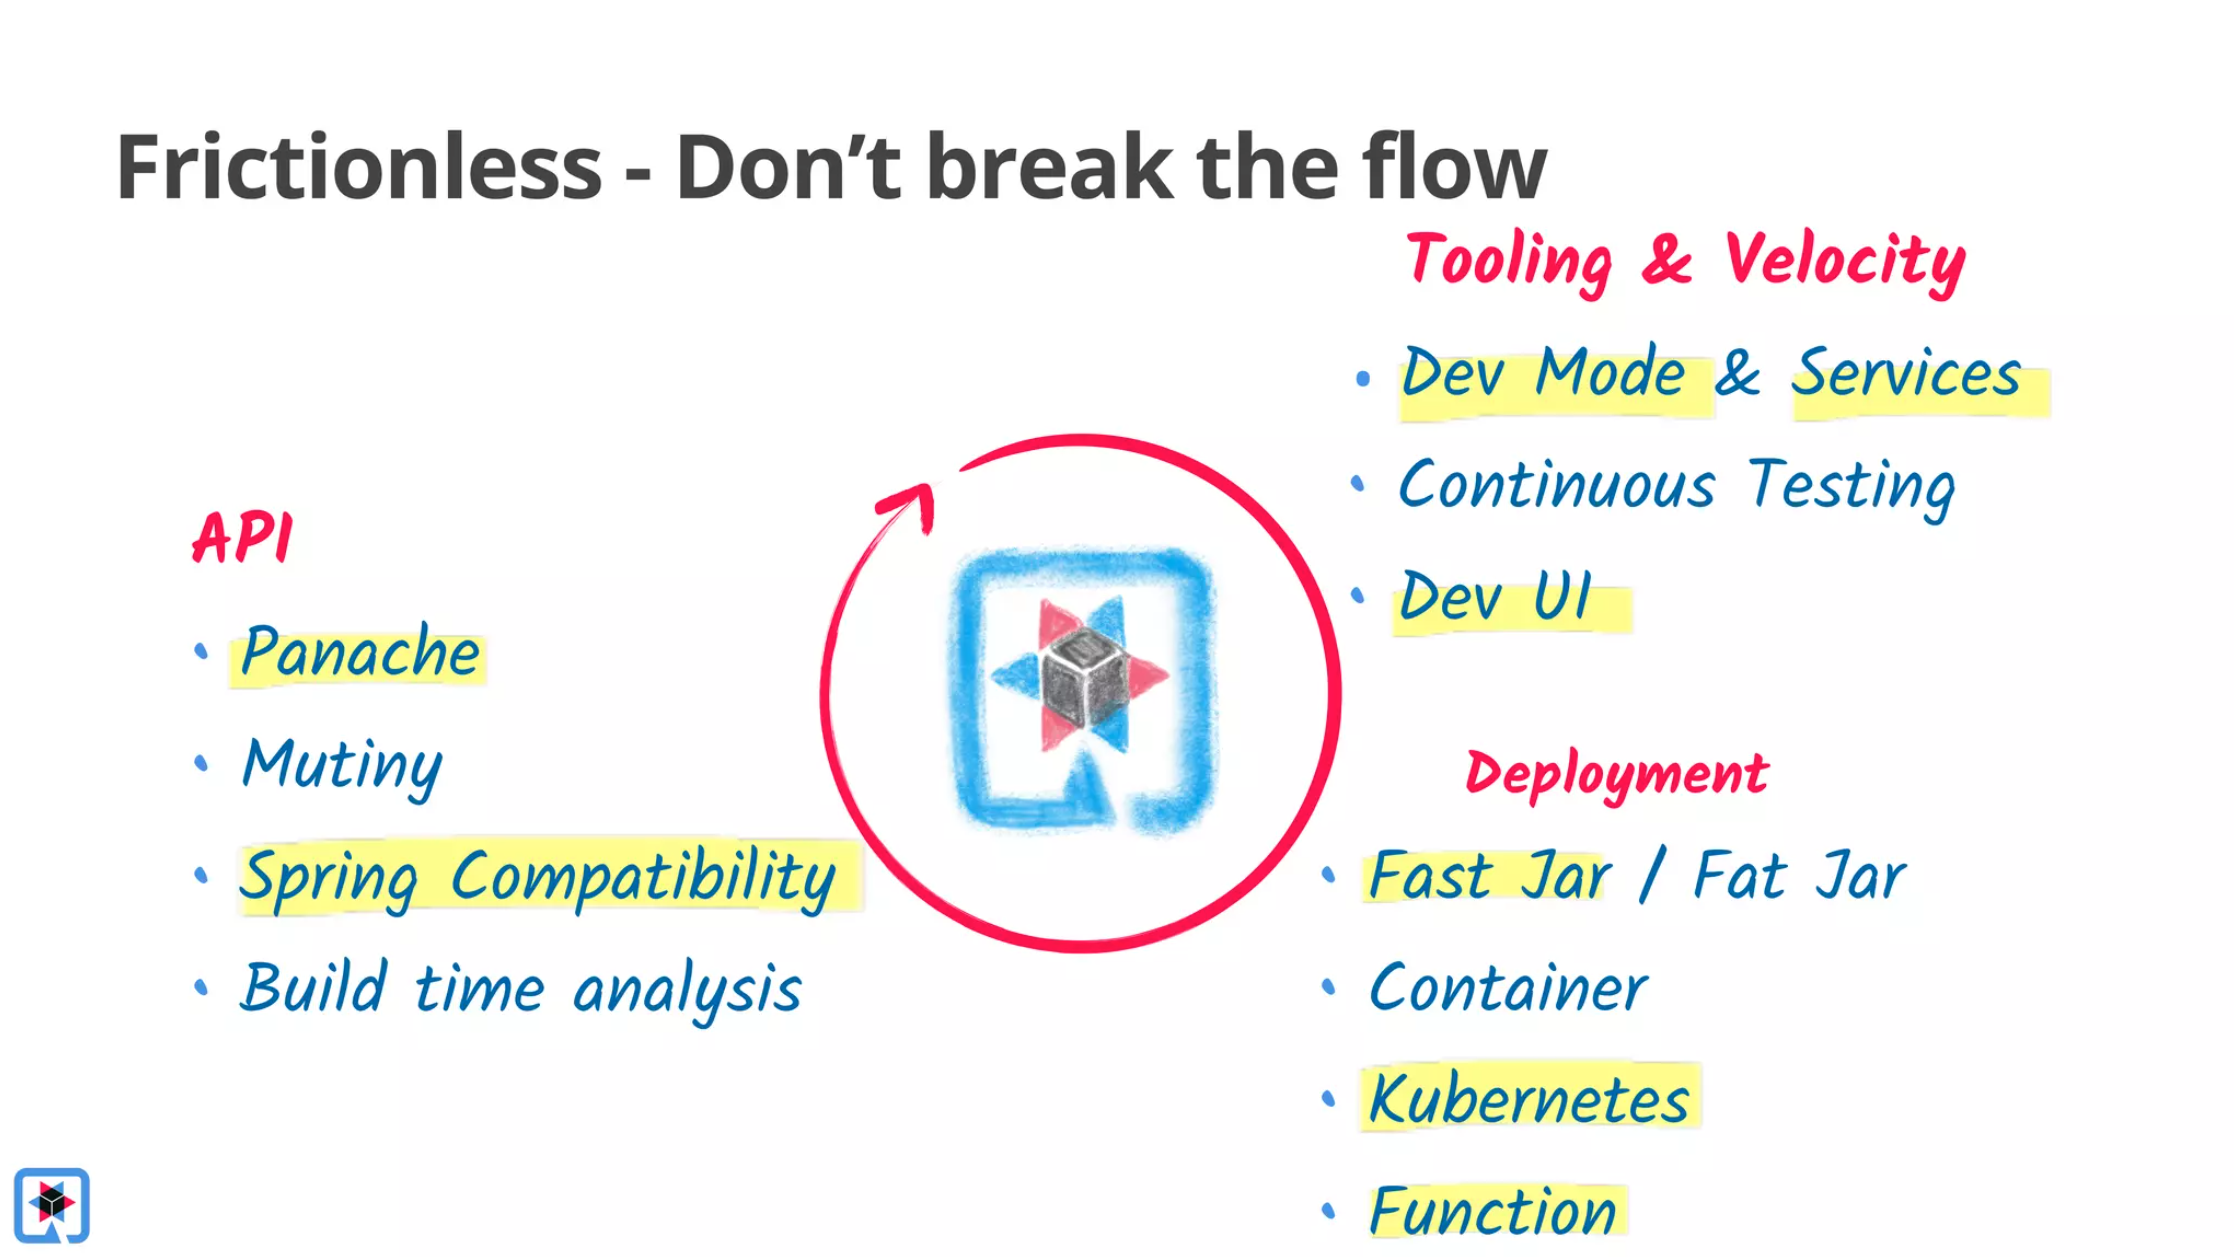 Frictionless - Don’t break the flow
API
• Panache
• Mutiny
• Spring Compatibility
• Build time analysis
Tooling & Velocity
• Dev Mode & Services
• Continuous Testing
• Dev UI
Deployment
• Fast Jar / Fat Jar
• Container
• Kubernetes
• Function